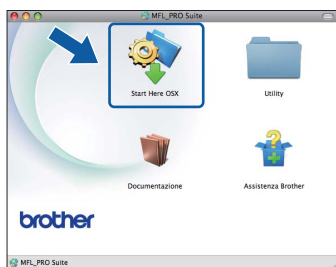 MFL_PRO Suite
Start Here OSX
Utility
Documentazione
Assistenza Brother
brother
MFL_PRO Suite